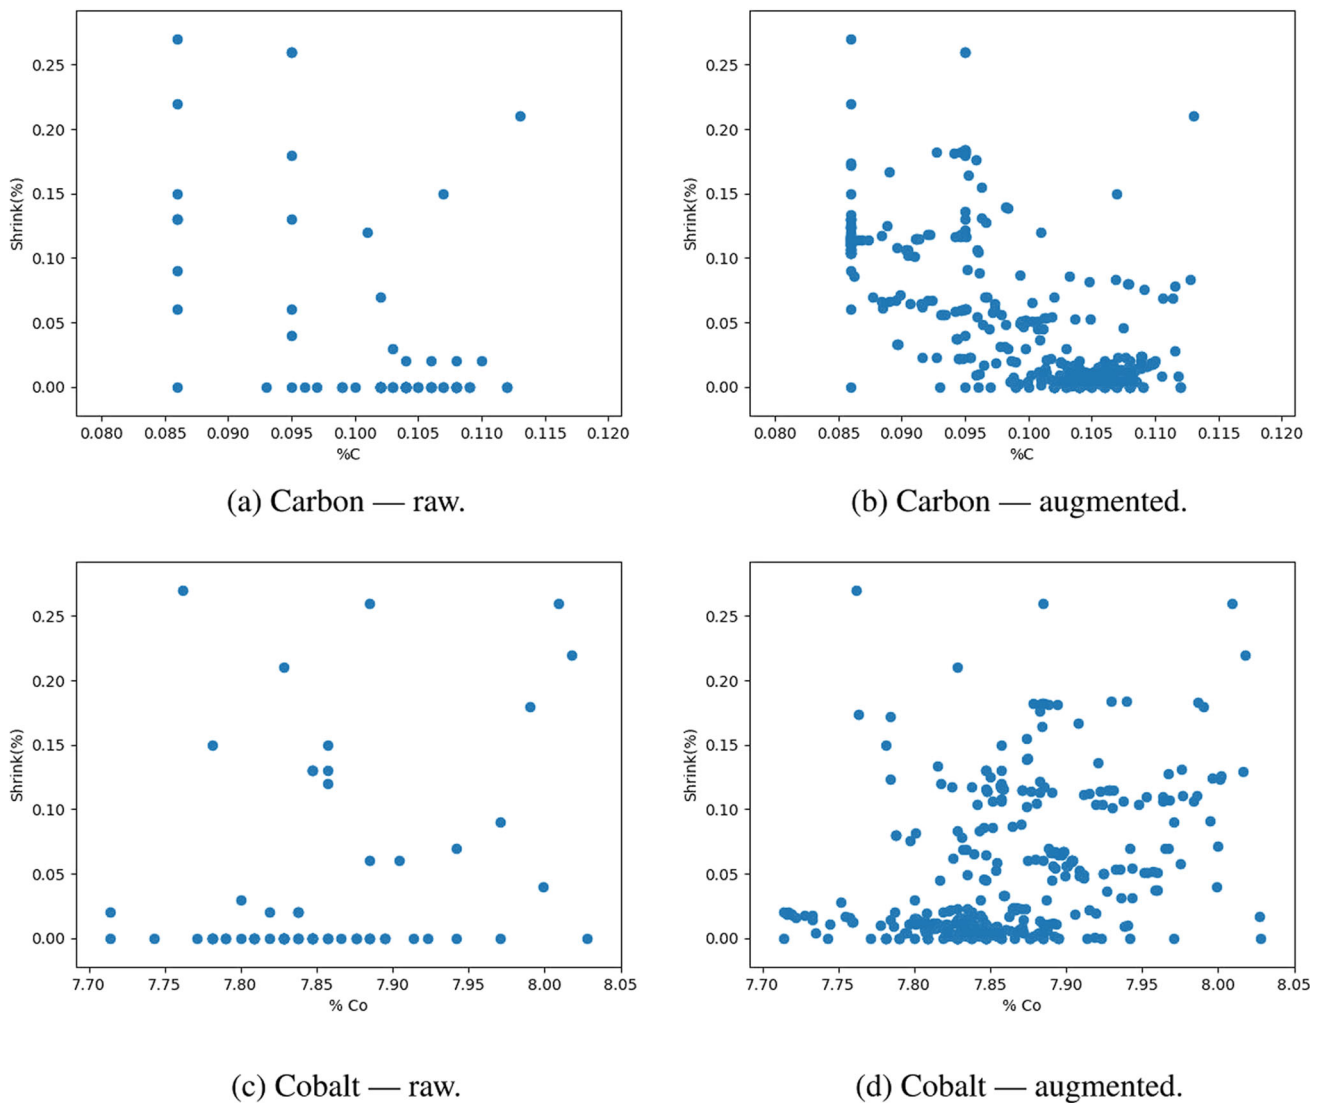 0.25
0.20
0.15
0.10
0.05
0.00
Shrink(%)
0.080 0.085 0.090 0.095 0.100 0.105 0.110 0.115 0.120
%C
(a) Carbon — raw.
0.25
0.20
0.15
0.10
0.05
0.00
Shrink(%)
0.080 0.085 0.090 0.095 0.100 0.105 0.110 0.115 0.120
%C
(b) Carbon — augmented.
0.25
0.20
0.15
0.10
0.05
0.00
Shrink(%)
7.70 7.75 7.80 7.85 7.90 7.95 8.00 8.05
% Co
(c) Cobalt — raw.
0.25
0.20
0.15
0.10
0.05
0.00
Shrink(%)
7.70 7.75 7.80 7.85 7.90 7.95 8.00 8.05
% Co
(d) Cobalt — augmented.